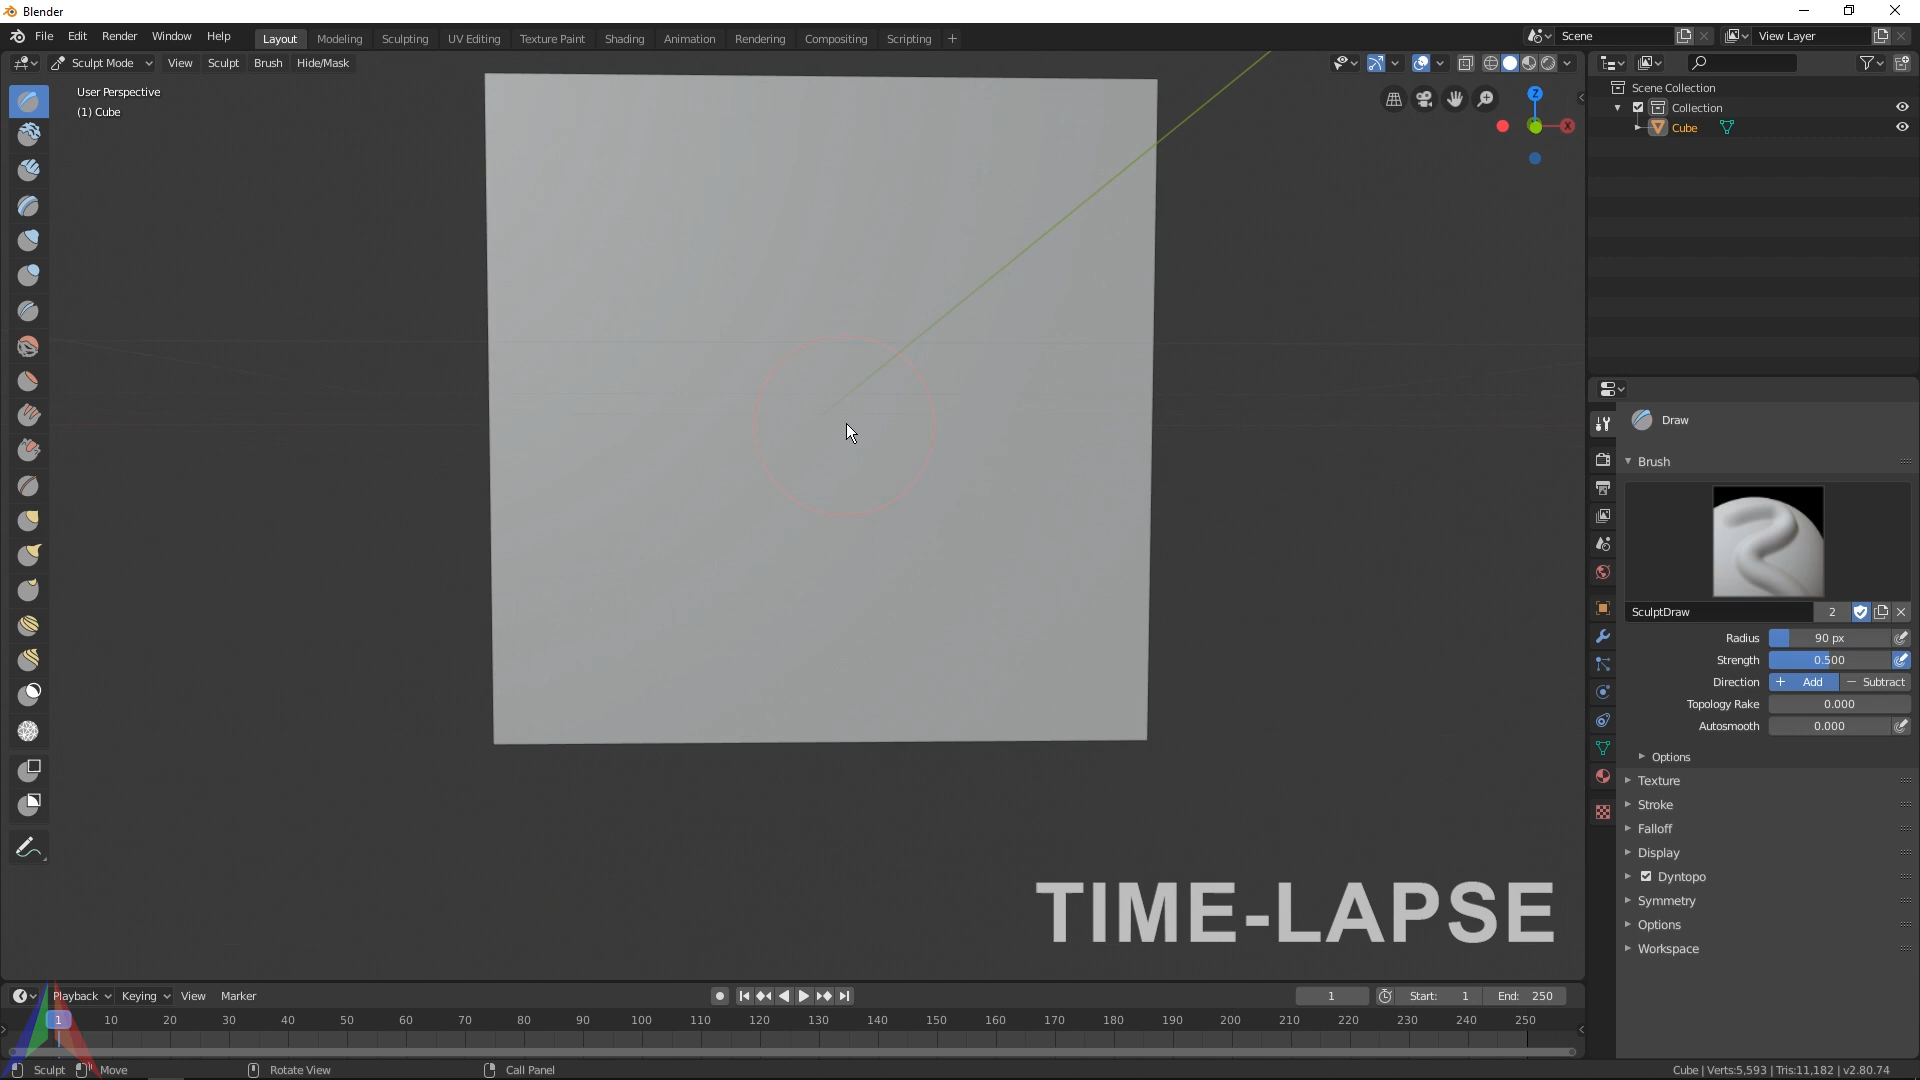 Blender
File Edit Render Window Help Layout Modeling Sculpting UV Editing Texture Paint Shading Animation Rendering Compositing Scripting + Scene View Layer
Sculpt Mode View Sculpt Brush Hide/Mask
User Perspective
(1) Cube
Z
X
Scene Collection
Collection
Cube
Draw
Brush
SculptDraw 2
Radius 90 px
Strength 0.500
Direction + Add − Subtract
Topology Rake 0.000
Autosmooth 0.000
Options
Texture
Stroke
Falloff
Display
Dyntopo
Symmetry
Options
Workspace
TIME-LAPSE
Playback Keying View Marker 1 Start: 1 End: 250
1 10 20 30 40 50 60 70 80 90 100 110 120 130 140 150 160 170 180 190 200 210 220 230 240 250
Sculpt Move Rotate View Call Panel Cube | Verts:5,593 | Tris:11,182 | v2.80.74